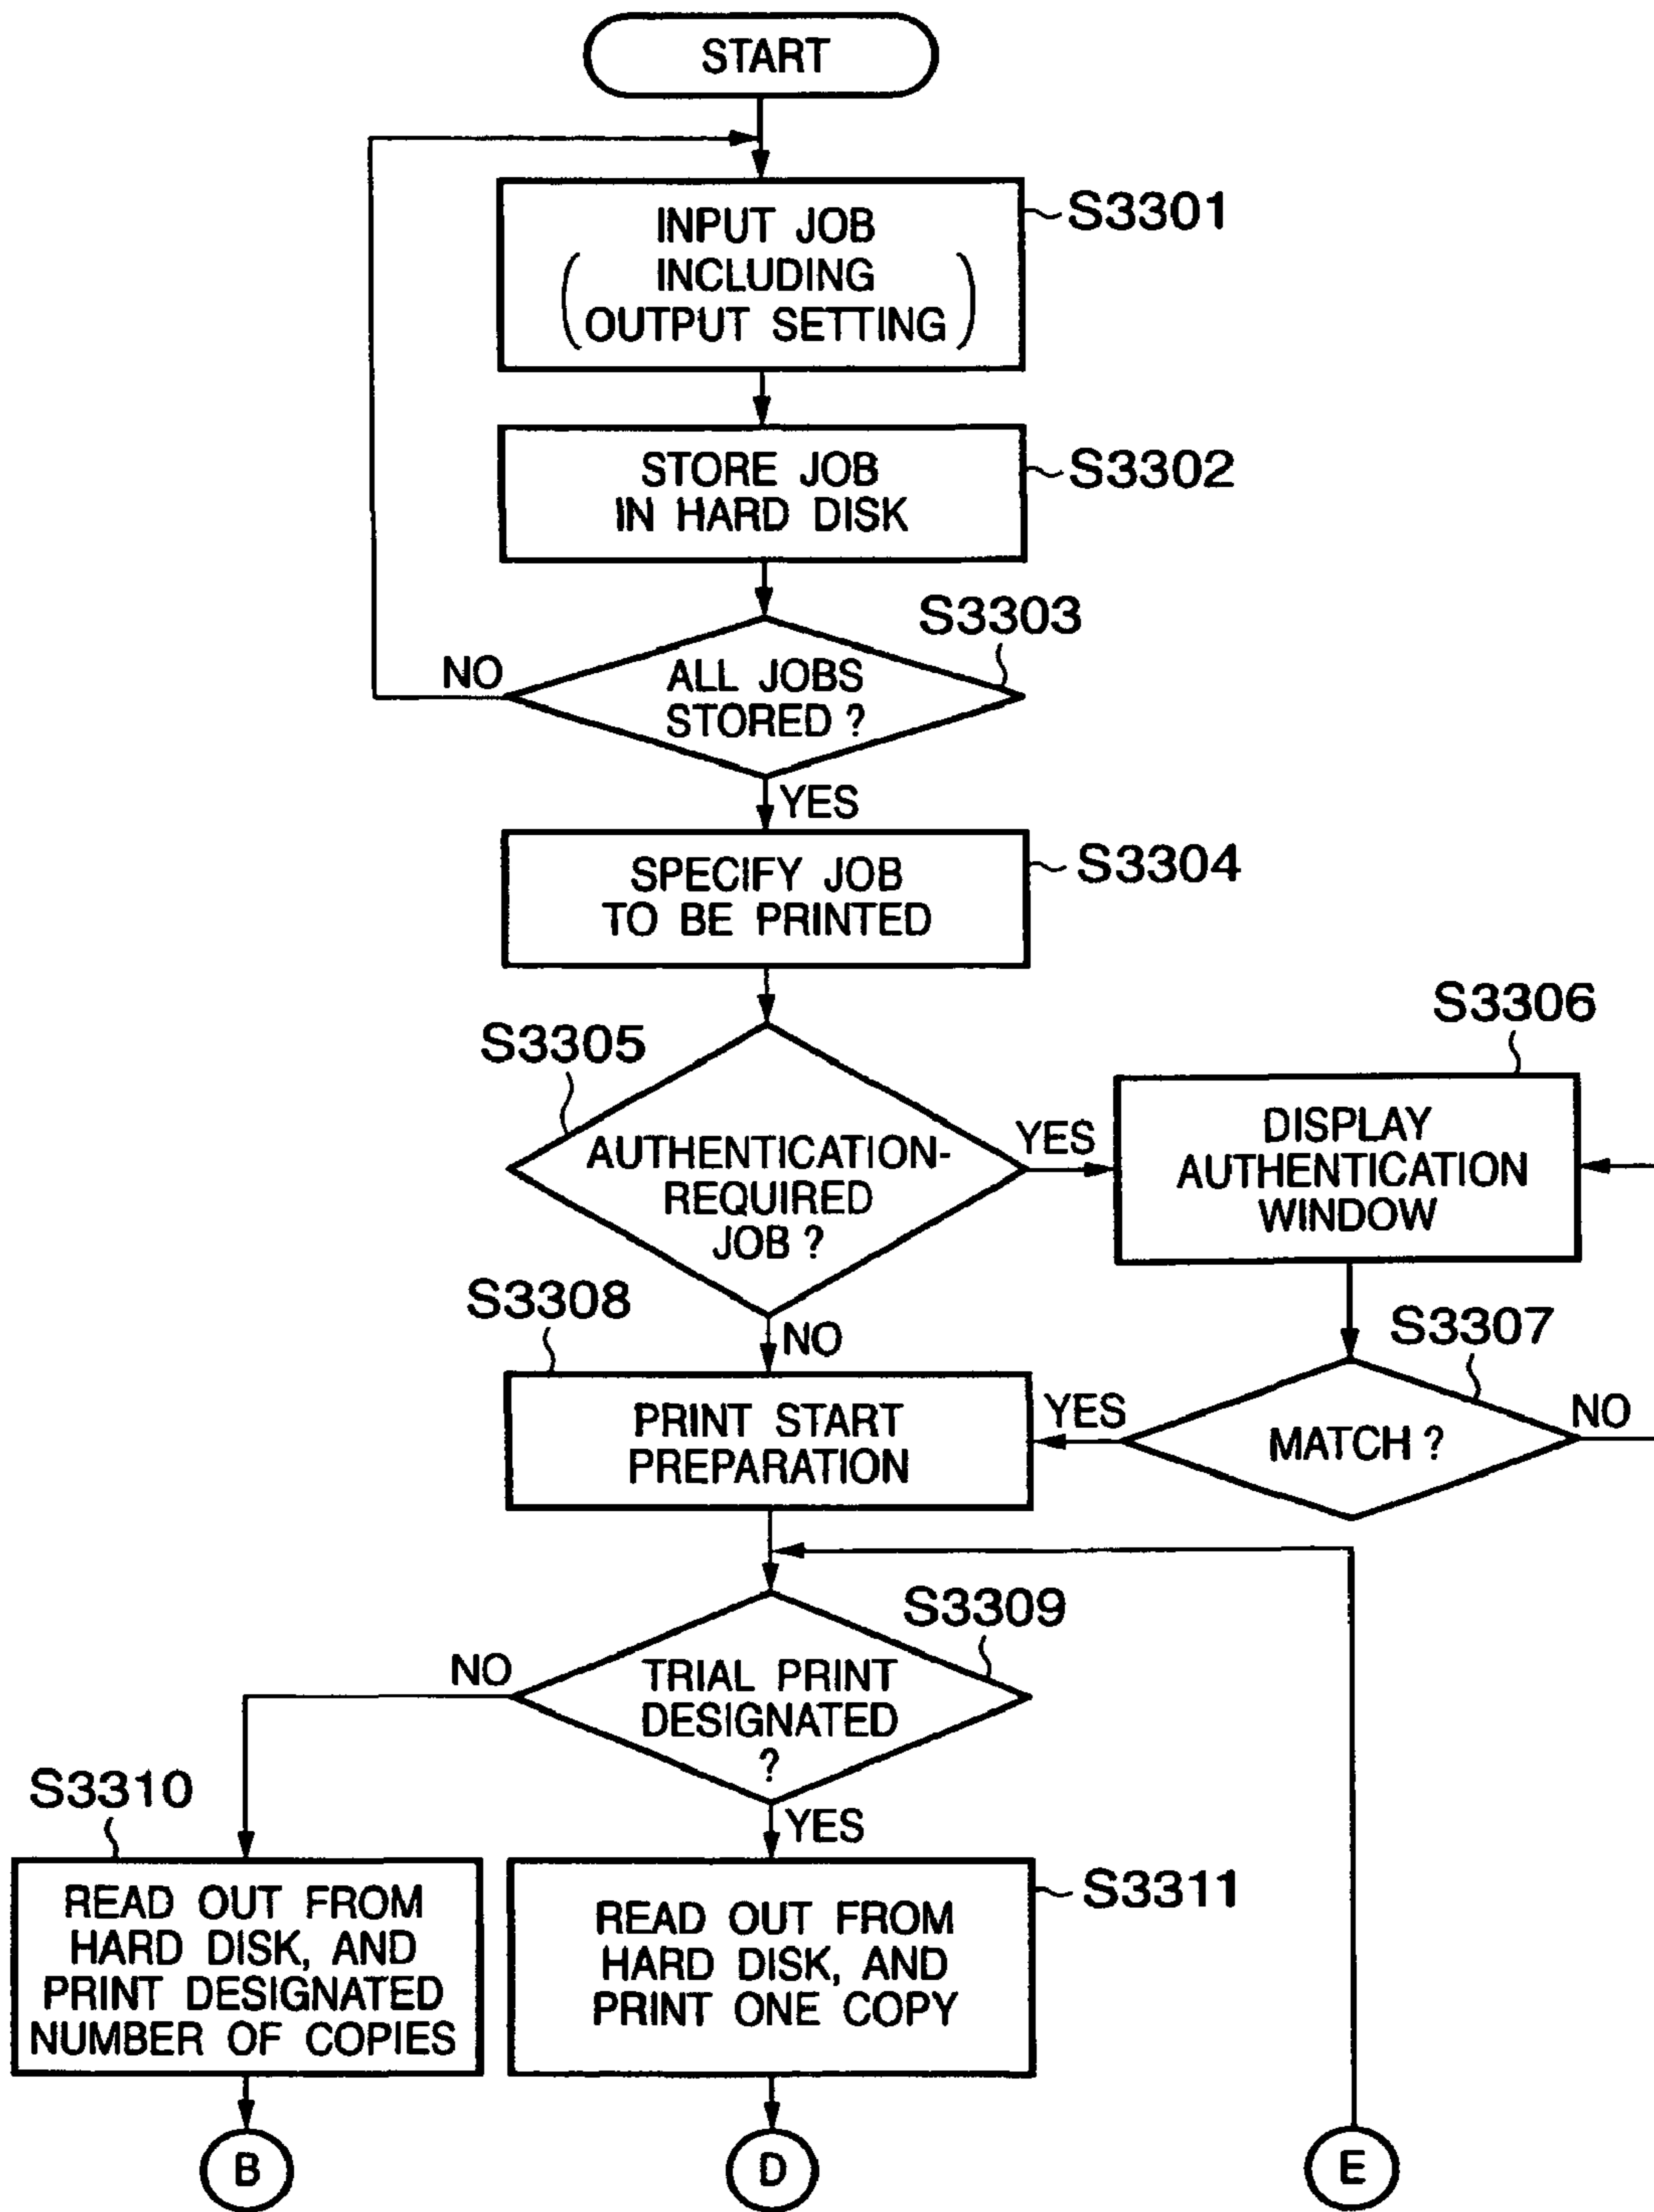 START
INPUT JOB
(INCLUDING
OUTPUT SETTING)
S3301
STORE JOB
IN HARD DISK
S3302
S3303
ALL JOBS
STORED ?
NO
YES
SPECIFY JOB
TO BE PRINTED
S3304
S3305
AUTHENTICATION-
REQUIRED
JOB ?
YES
NO
S3306
DISPLAY
AUTHENTICATION
WINDOW
S3307
MATCH ?
YES
NO
S3308
PRINT START
PREPARATION
S3309
TRIAL PRINT
DESIGNATED
?
NO
YES
S3310
READ OUT FROM
HARD DISK, AND
PRINT DESIGNATED
NUMBER OF COPIES
S3311
READ OUT FROM
HARD DISK, AND
PRINT ONE COPY
B
D
E